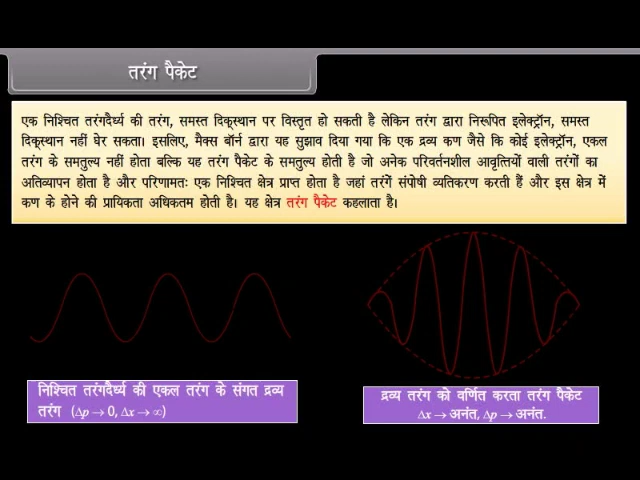 तरंग पैकेट
एक निश्चित तरंगदैर्ध्य की तरंग, समस्त दिक्‌स्थान पर विस्तृत हो सकती है लेकिन तरंग द्वारा निरूपित इलेक्ट्रॉन, समस्त
दिक्‌स्थान नहीं घेर सकता। इसलिए, मैक्स बॉर्न द्वारा यह सुझाव दिया गया कि एक द्रव्य कण जैसे कि कोई इलेक्ट्रॉन, एकल
तरंग के समतुल्य नहीं होता बल्कि यह तरंग पैकेट के समतुल्य होती है जो अनेक परिवर्तनशील आवृत्तियों वाली तरंगों का
अतिव्यापन होता है और परिणामतः एक निश्चित क्षेत्र प्राप्त होता है जहां तरंगें संपोषी व्यतिकरण करती हैं और इस क्षेत्र में
कण के होने की प्रायिकता अधिकतम होती है। यह क्षेत्र तरंग पैकेट कहलाता है।
निश्चित तरंगदैर्ध्य की एकल तरंग के संगत द्रव्य
तरंग (Δp → 0, Δx → ∞)
द्रव्य तरंग को वर्णित करता तरंग पैकेट
Δx → अनंत, Δp → अनंत.